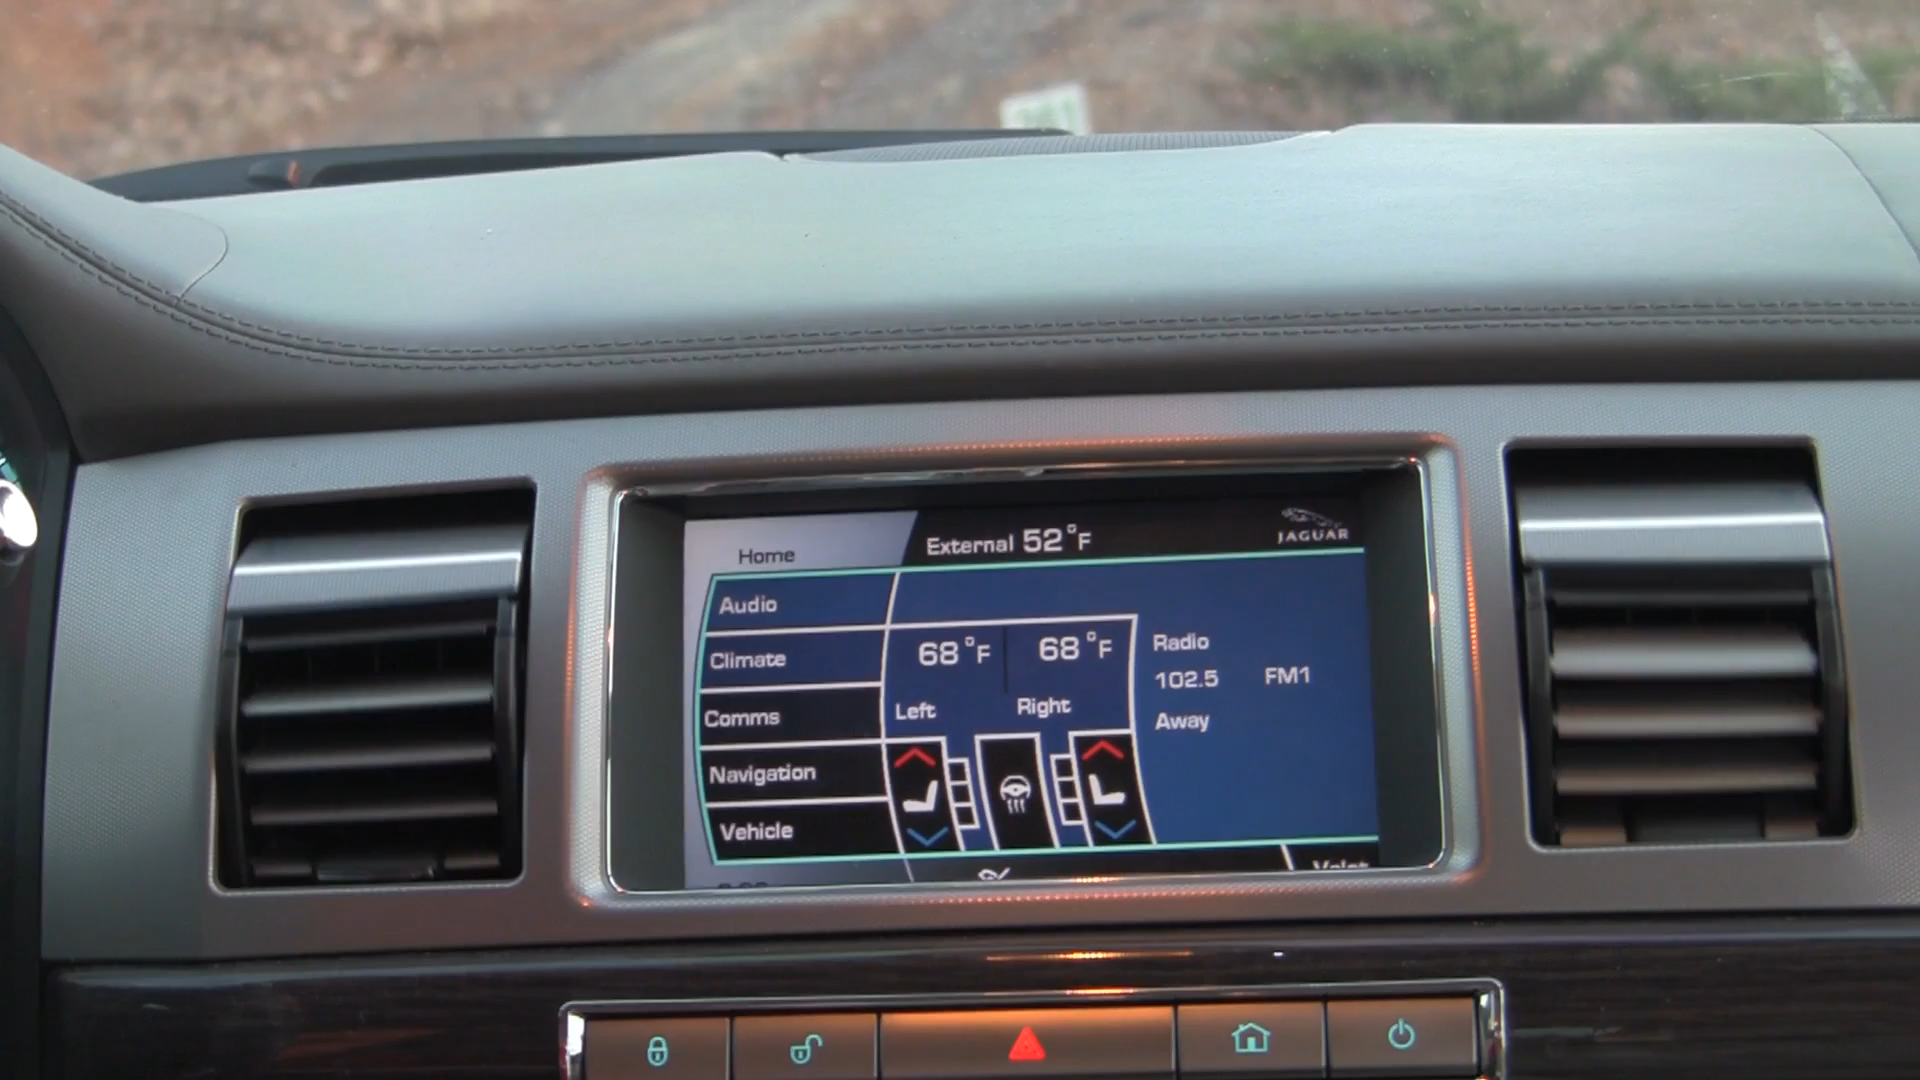 Home
External 52°F
JAGUAR
Audio
Climate
Comms
Navigation
Vehicle
68°F
68°F
Left
Right
Radio
102.5 FM1
Away
Valet